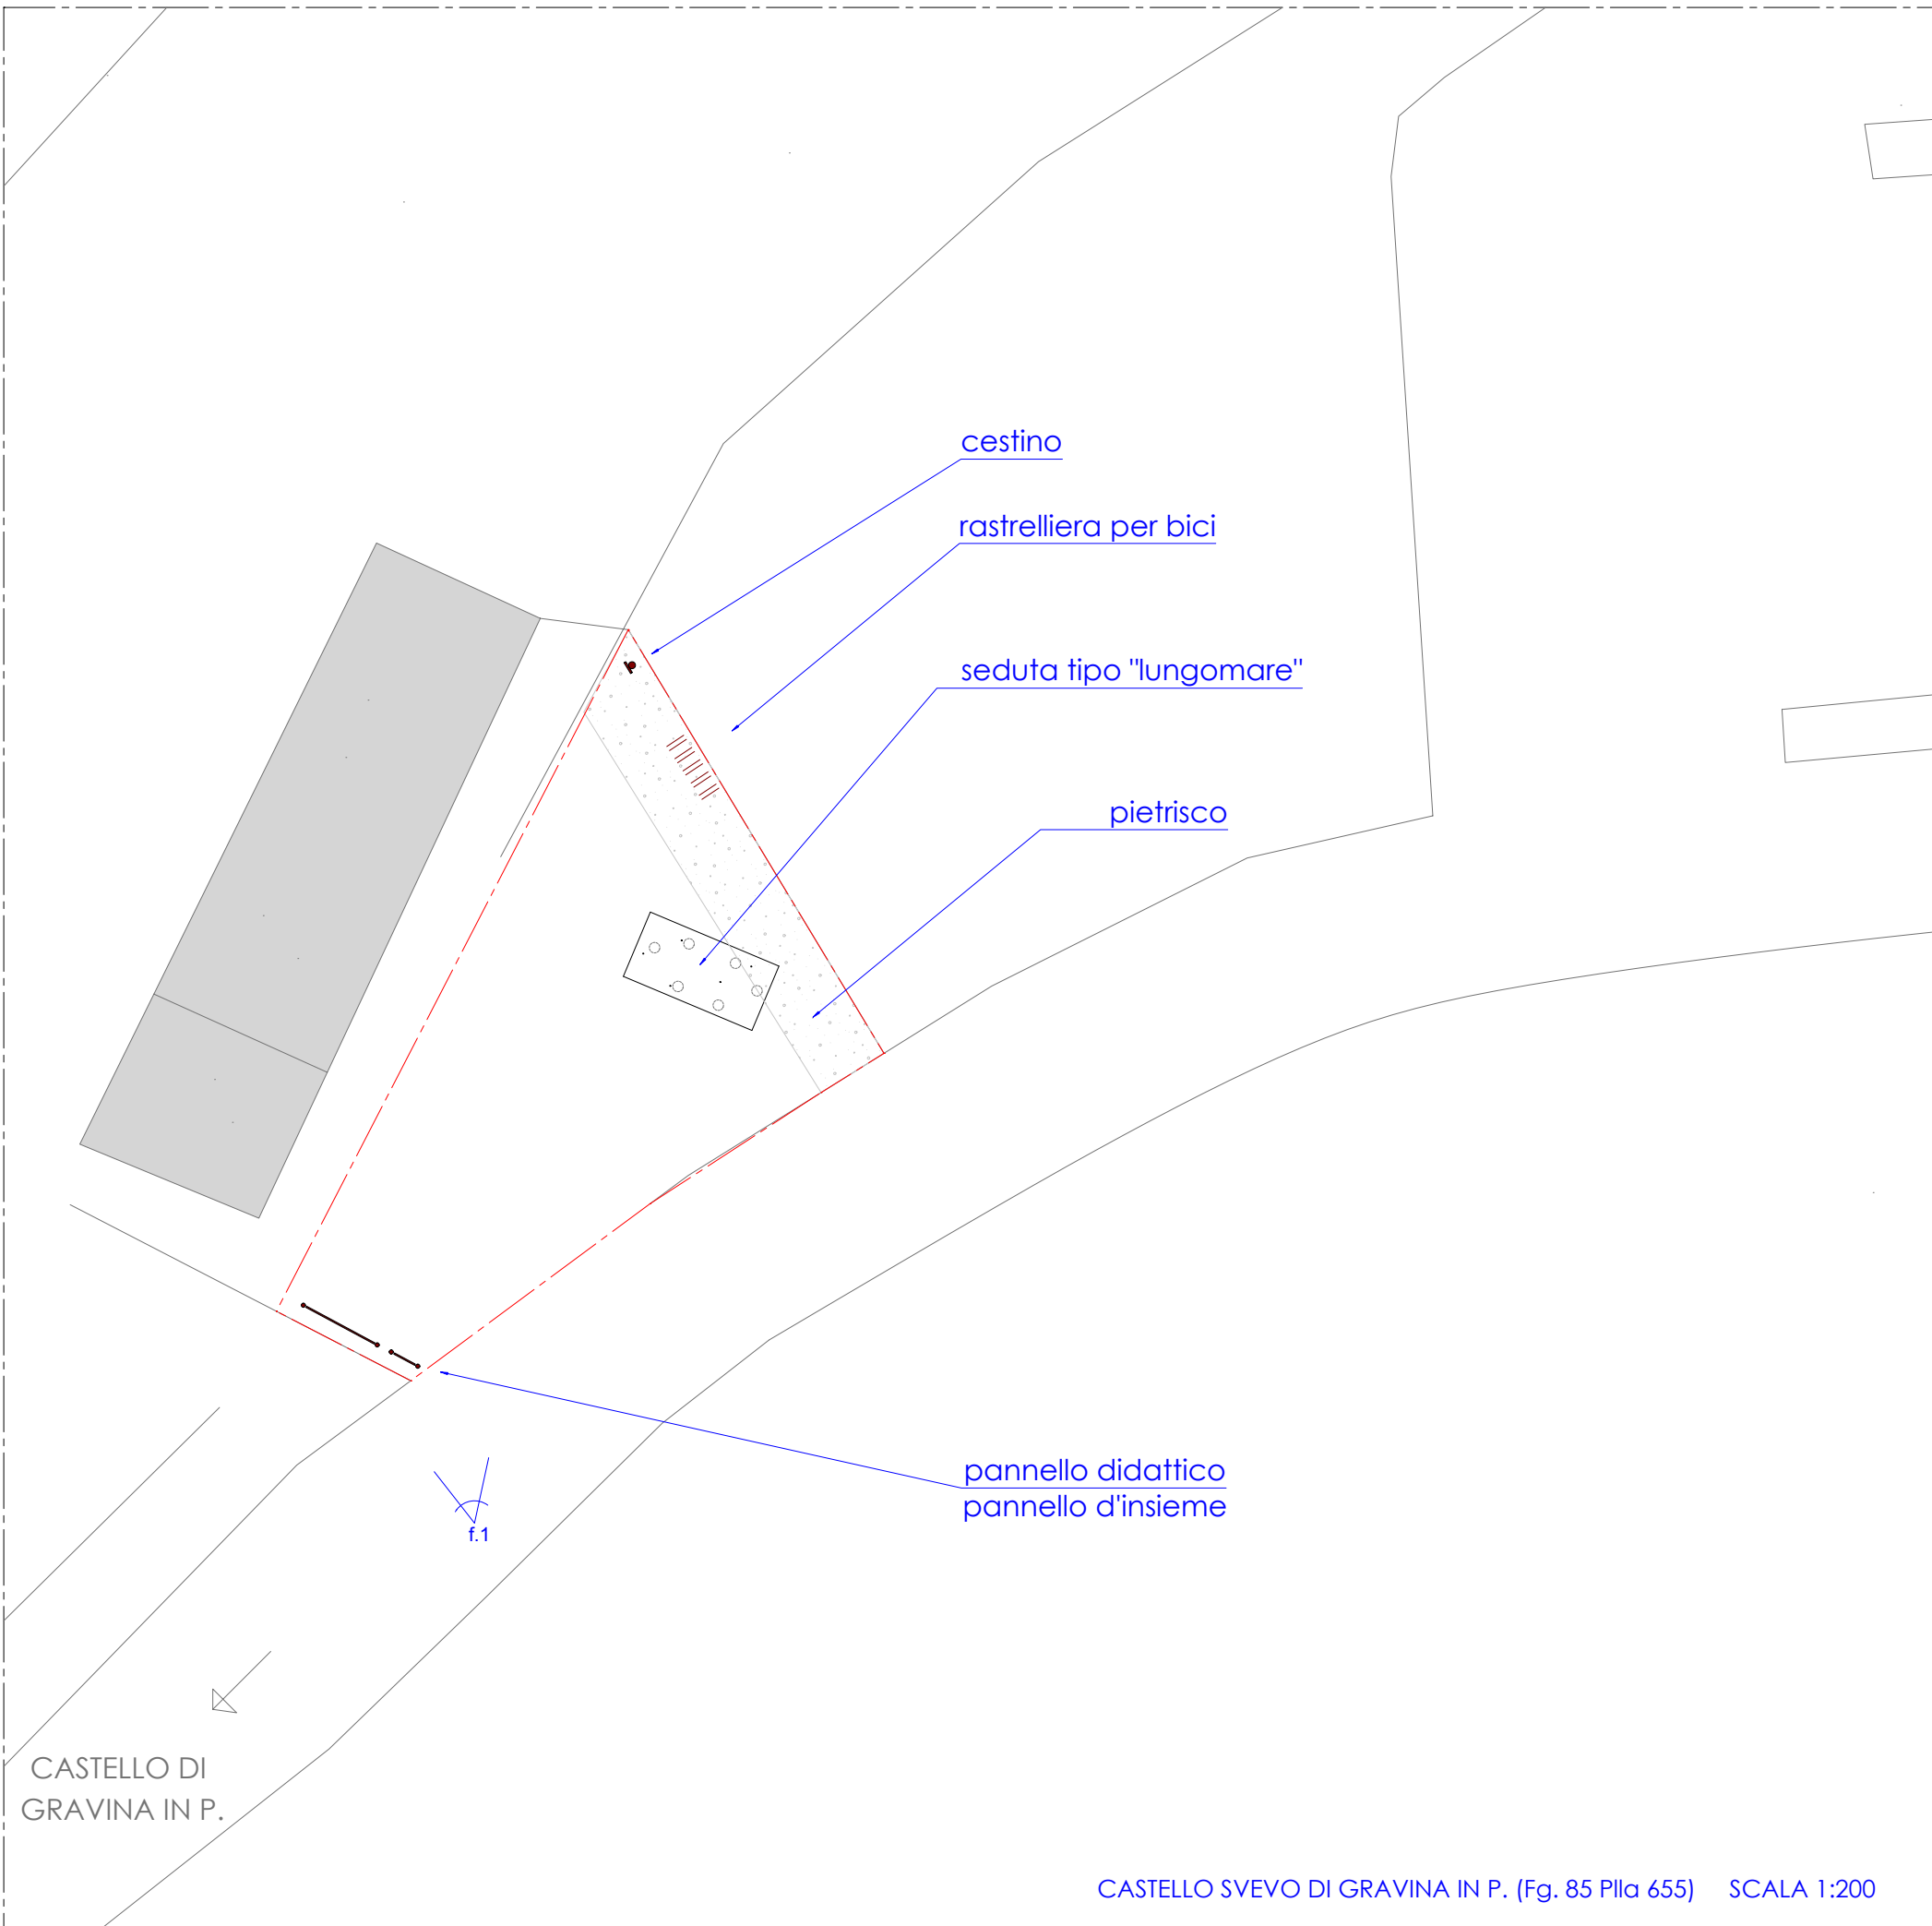 cestino
rastrelliera per bici
seduta tipo "lungomare"
pietrisco
pannello didattico
pannello d'insieme
f.1
CASTELLO DI
GRAVINA IN P.
CASTELLO SVEVO DI GRAVINA IN P. (Fg. 85 Plla 655) SCALA 1:200